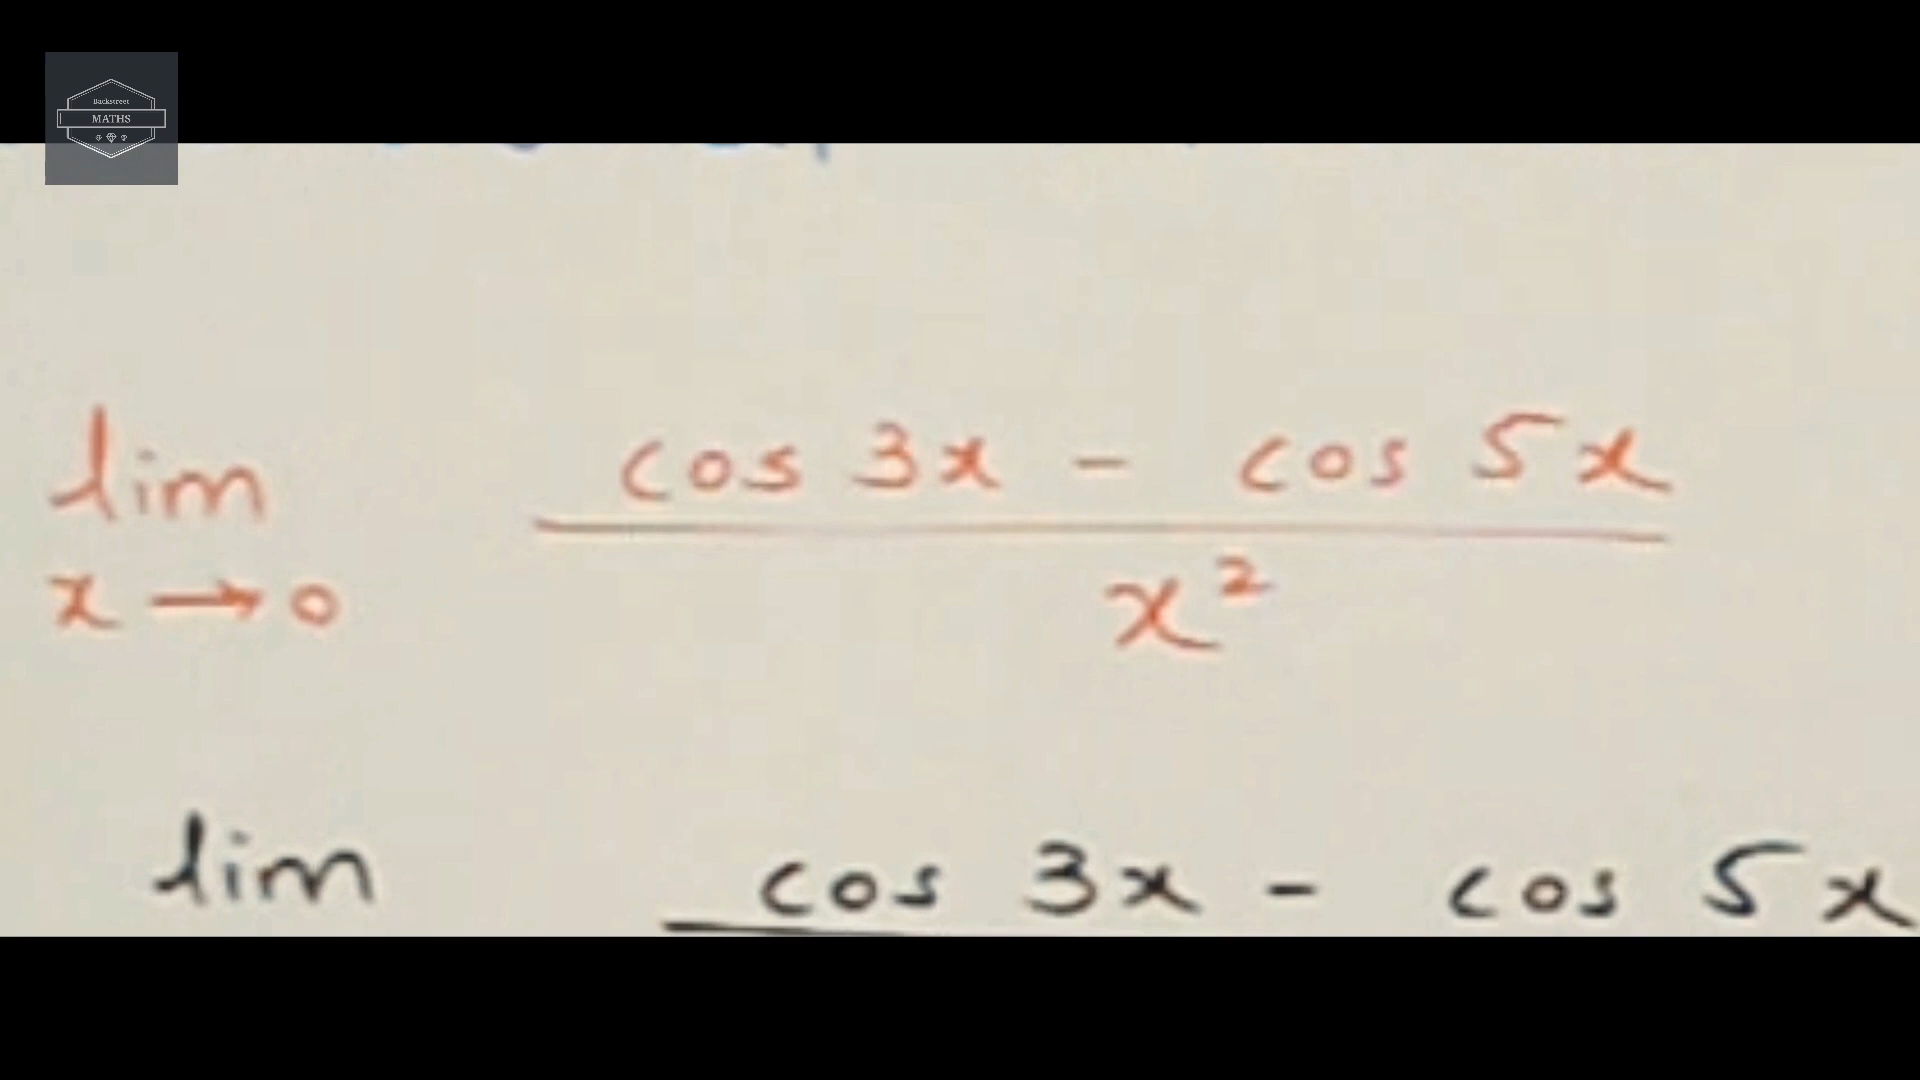 Backstreet
MATHS
lim cos 3x - cos 5x
x → 0 x²
lim cos 3x - cos 5x